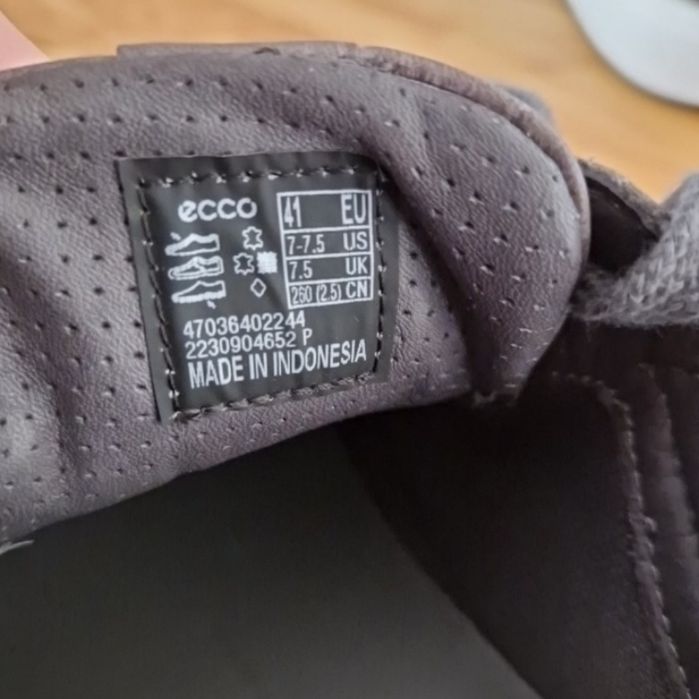 ecco
41 EU
7-7.5 US
7.5 UK
260 (2.5) CN
47036402244
2230904652 P
MADE IN INDONESIA